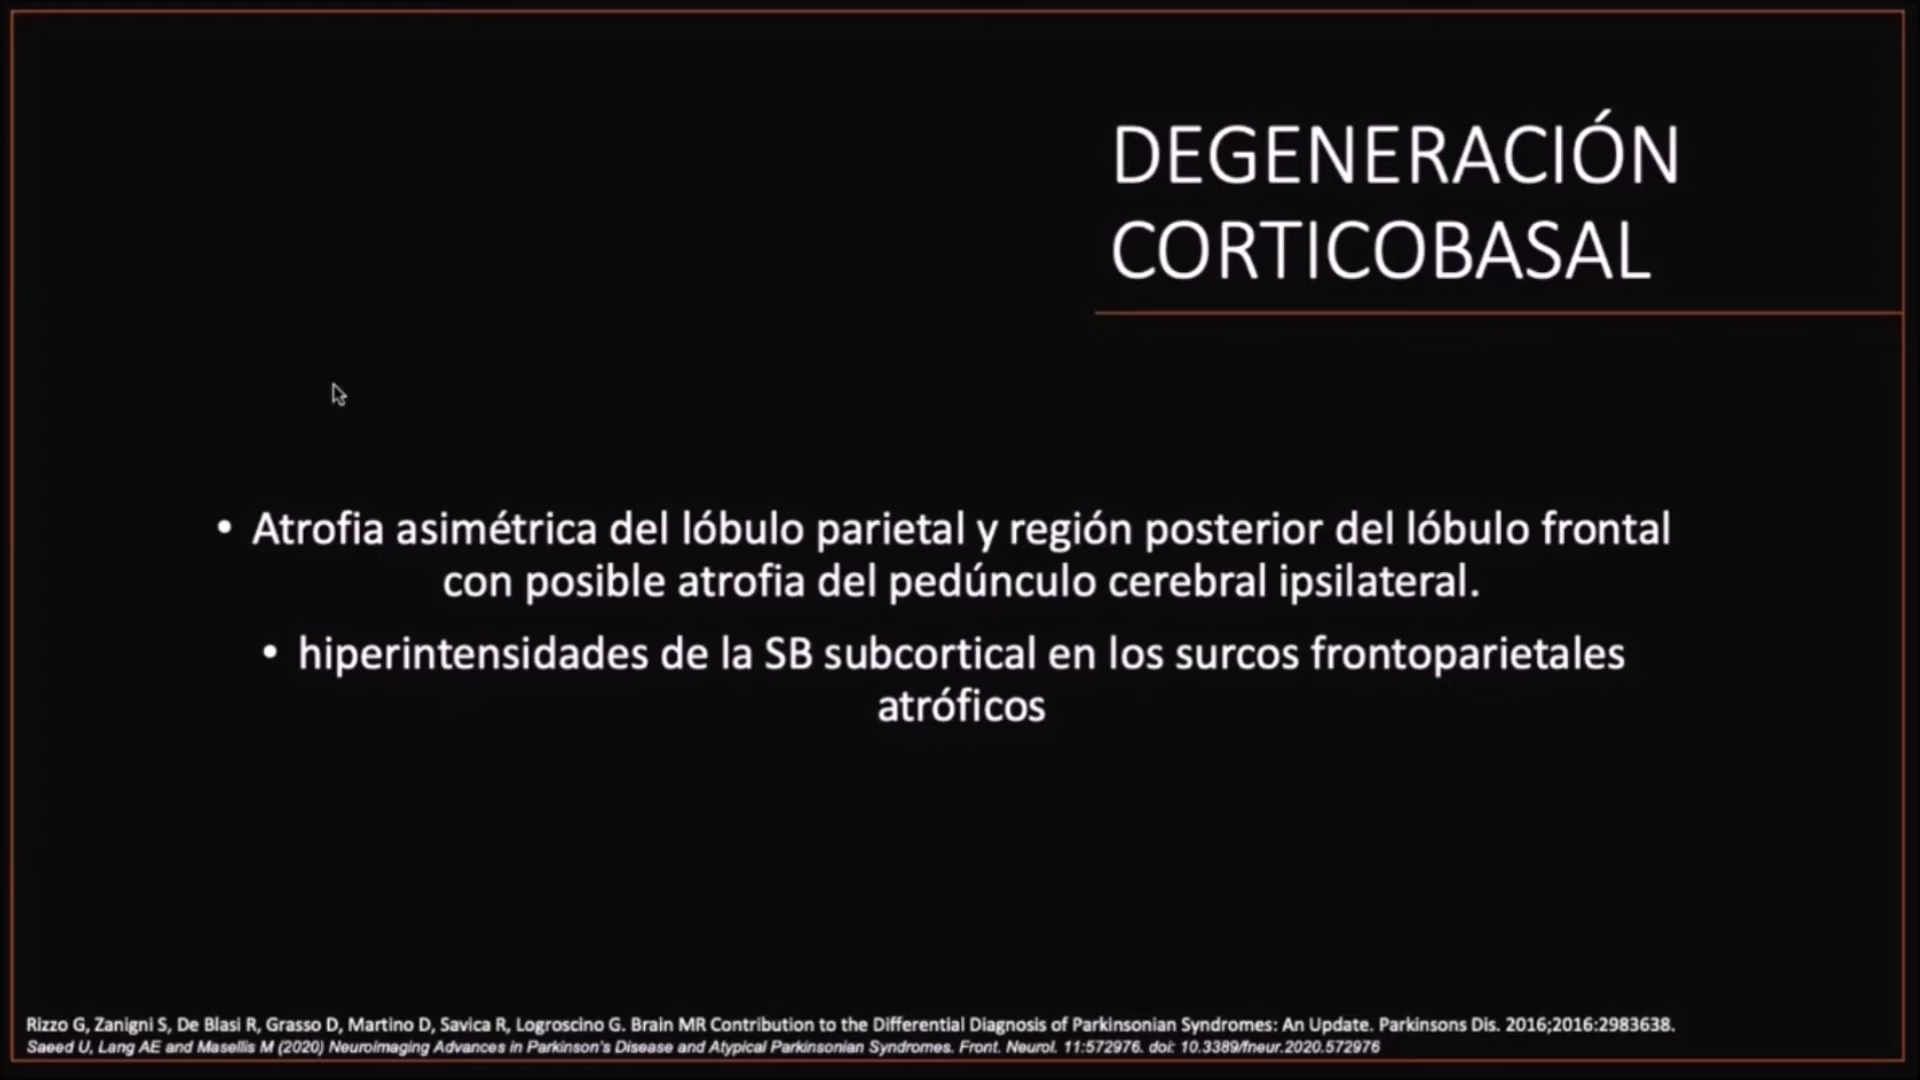 DEGENERACIÓN
CORTICOBASAL
• Atrofia asimétrica del lóbulo parietal y región posterior del lóbulo frontal
con posible atrofia del pedúnculo cerebral ipsilateral.
• hiperintensidades de la SB subcortical en los surcos frontoparietales
atróficos
Rizzo G, Zanigni S, De Blasi R, Grasso D, Martino D, Savica R, Logroscino G. Brain MR Contribution to the Differential Diagnosis of Parkinsonian Syndromes: An Update. Parkinsons Dis. 2016;2016:2983638.
Saeed U, Lang AE and Masellis M (2020) Neuroimaging Advances in Parkinson's Disease and Atypical Parkinsonian Syndromes. Front. Neurol. 11:572976. doi: 10.3389/fneur.2020.572976